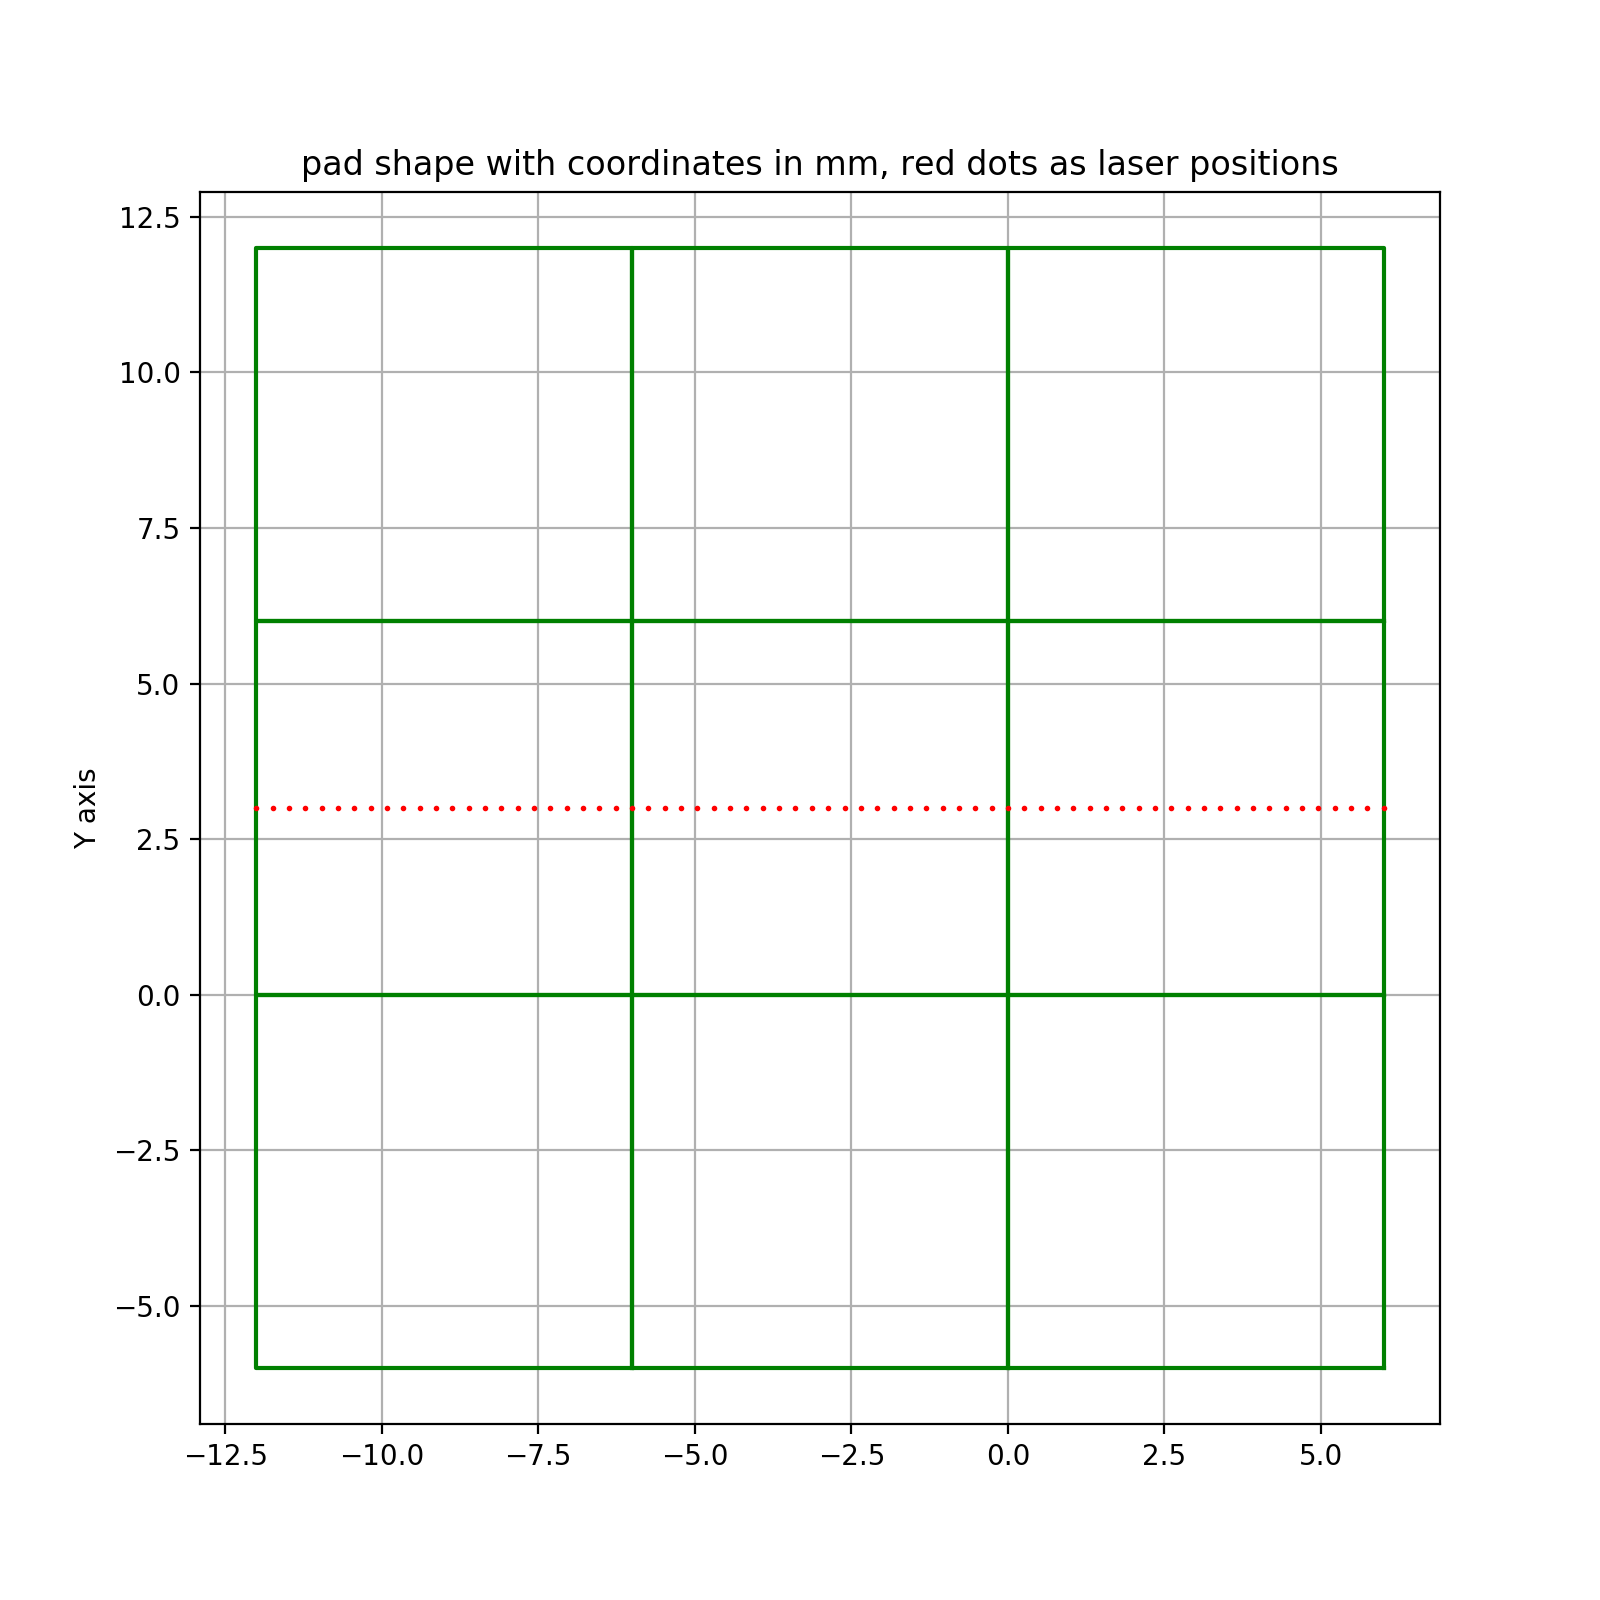 pad shape with coordinates in mm, red dots as laser positions
12.5
10.0
7.5
5.0
2.5
0.0
−2.5
−5.0
Y axis
−12.5 −10.0 −7.5 −5.0 −2.5 0.0 2.5 5.0